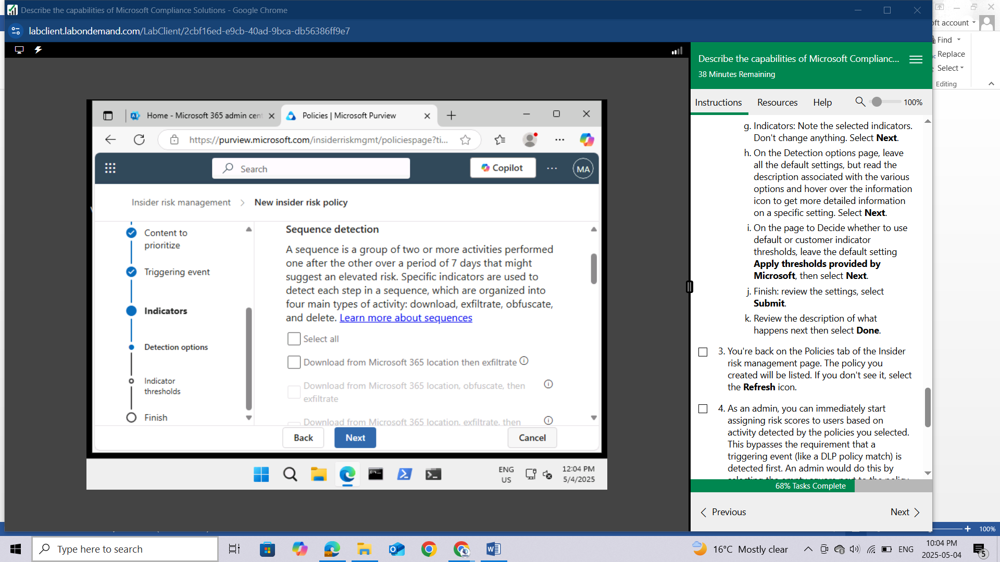 Describe the capabilities of Microsoft Compliance Solutions - Google Chrome
labclient.labondemand.com/LabClient/2cbf16ed-e9cb-40ad-9bca-db56386ff9e7
Home - Microsoft 365 admin cent
Policies | Microsoft Purview
https://purview.microsoft.com/insiderriskmgmt/policiespage?ti...
Search
Copilot
MA
Insider risk management > New insider risk policy
Content to
prioritize
Triggering event
Indicators
Detection options
Indicator
thresholds
Finish
Sequence detection
A sequence is a group of two or more activities performed
one after the other over a period of 7 days that might
suggest an elevated risk. Specific indicators are used to
detect each step in a sequence, which are organized into
four main types of activity: download, exfiltrate, obfuscate,
and delete. Learn more about sequences
Select all
Download from Microsoft 365 location then exfiltrate
Download from Microsoft 365 location, obfuscate, then
exfiltrate
Download from Microsoft 365 location, exfiltrate, then
Back
Next
Cancel
ENG
US
12:04 PM
5/4/2025
Describe the capabilities of Microsoft Complianc...
38 Minutes Remaining
Instructions
Resources
Help
100%
g. Indicators: Note the selected indicators.
Don't change anything. Select Next.
h. On the Detection options page, leave
all the default settings, but read the
description associated with the various
options and hover over the information
icon to get more detailed information
on a specific setting. Select Next.
i. On the page to Decide whether to use
default or customer indicator
thresholds, leave the default setting
Apply thresholds provided by
Microsoft, then select Next.
j. Finish: review the settings, select
Submit.
k. Review the description of what
happens next then select Done.
3. You're back on the Policies tab of the Insider
risk management page. The policy you
created will be listed. If you don't see it, select
the Refresh icon.
4. As an admin, you can immediately start
assigning risk scores to users based on
activity detected by the policies you selected.
This bypasses the requirement that a
triggering event (like a DLP policy match) is
detected first. An admin would do this by
selecting the empty square next to the policy
68% Tasks Complete
Previous
Next
ft account
Find
Replace
Select
Editing
100%
Type here to search
16°C Mostly clear
ENG
10:04 PM
2025-05-04
5